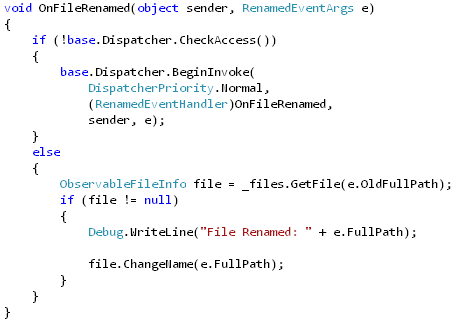 void OnFileRenamed(object sender, RenamedEventArgs e)
{
    if (!base.Dispatcher.CheckAccess())
    {
        base.Dispatcher.BeginInvoke(
            DispatcherPriority.Normal,
            (RenamedEventHandler)OnFileRenamed,
            sender, e);
    }
    else
    {
        ObservableFileInfo file = _files.GetFile(e.OldFullPath);
        if (file != null)
        {
            Debug.WriteLine("File Renamed: " + e.FullPath);

            file.ChangeName(e.FullPath);
        }
    }
}